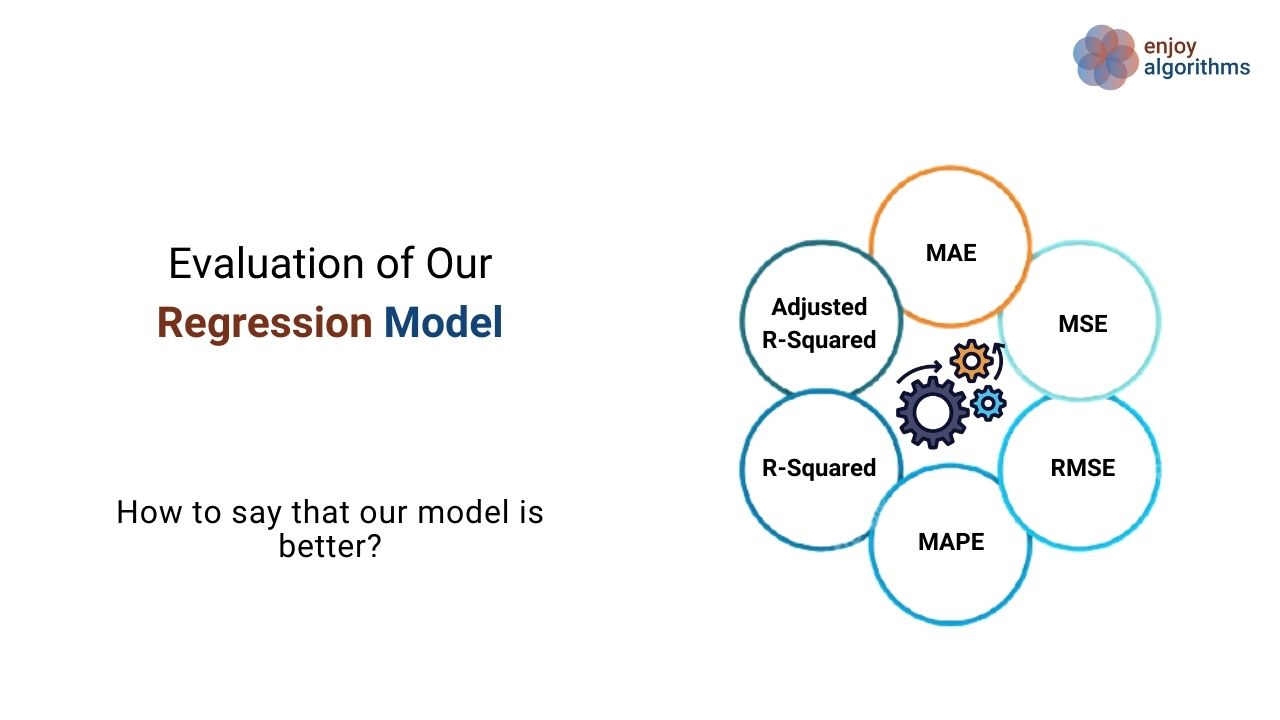 enjoy
algorithms
Evaluation of Our
Regression Model
How to say that our model is
better?
MAE
Adjusted
R-Squared
MSE
R-Squared
RMSE
MAPE